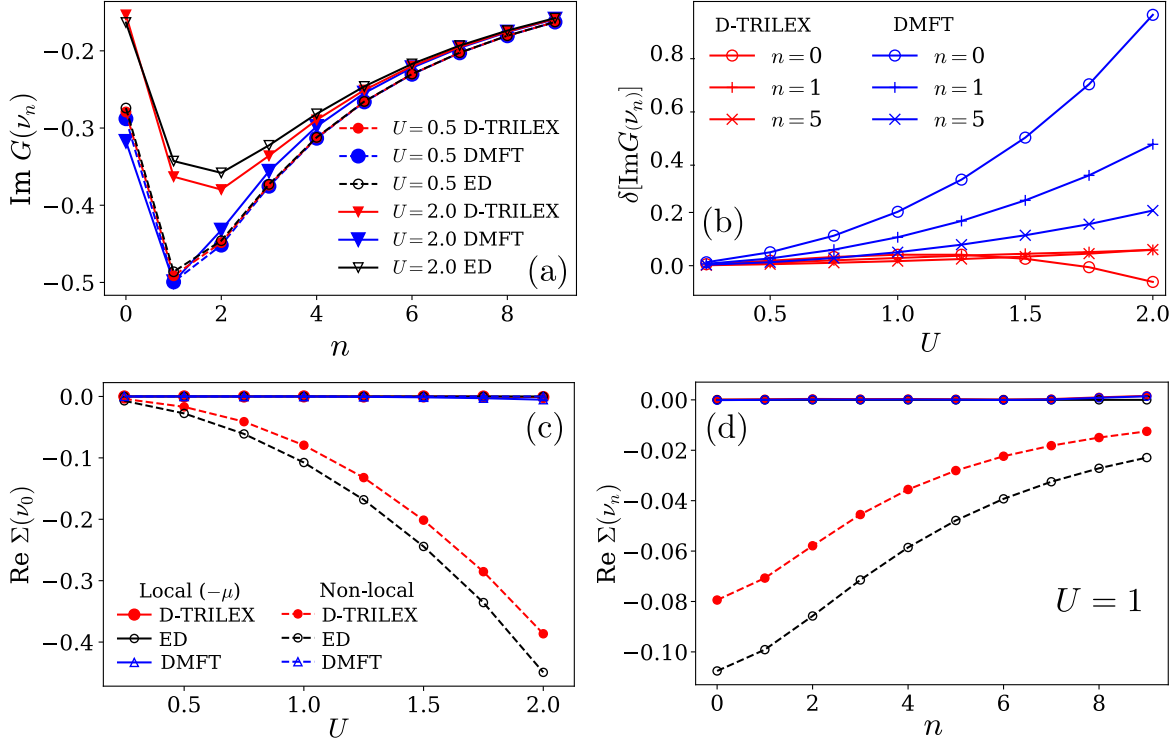 Im G(ν_n)
−0.2
−0.3
−0.4
−0.5
U = 0.5 D-TRILEX
U = 0.5 DMFT
U = 0.5 ED
U = 2.0 D-TRILEX
U = 2.0 DMFT
U = 2.0 ED
(a)
0 2 4 6 8
n
δ[ImG(ν_n)]
0.8
0.6
0.4
0.2
0.0
D-TRILEX DMFT
n = 0 n = 0
n = 1 n = 1
n = 5 n = 5
(b)
0.5 1.0 1.5 2.0
U
Re Σ(ν_0)
0.0
−0.1
−0.2
−0.3
−0.4
(c)
Local (−μ) Non-local
D-TRILEX D-TRILEX
ED ED
DMFT DMFT
0.5 1.0 1.5 2.0
U
Re Σ(ν_n)
0.00
−0.02
−0.04
−0.06
−0.08
−0.10
(d)
U = 1
0 2 4 6 8
n